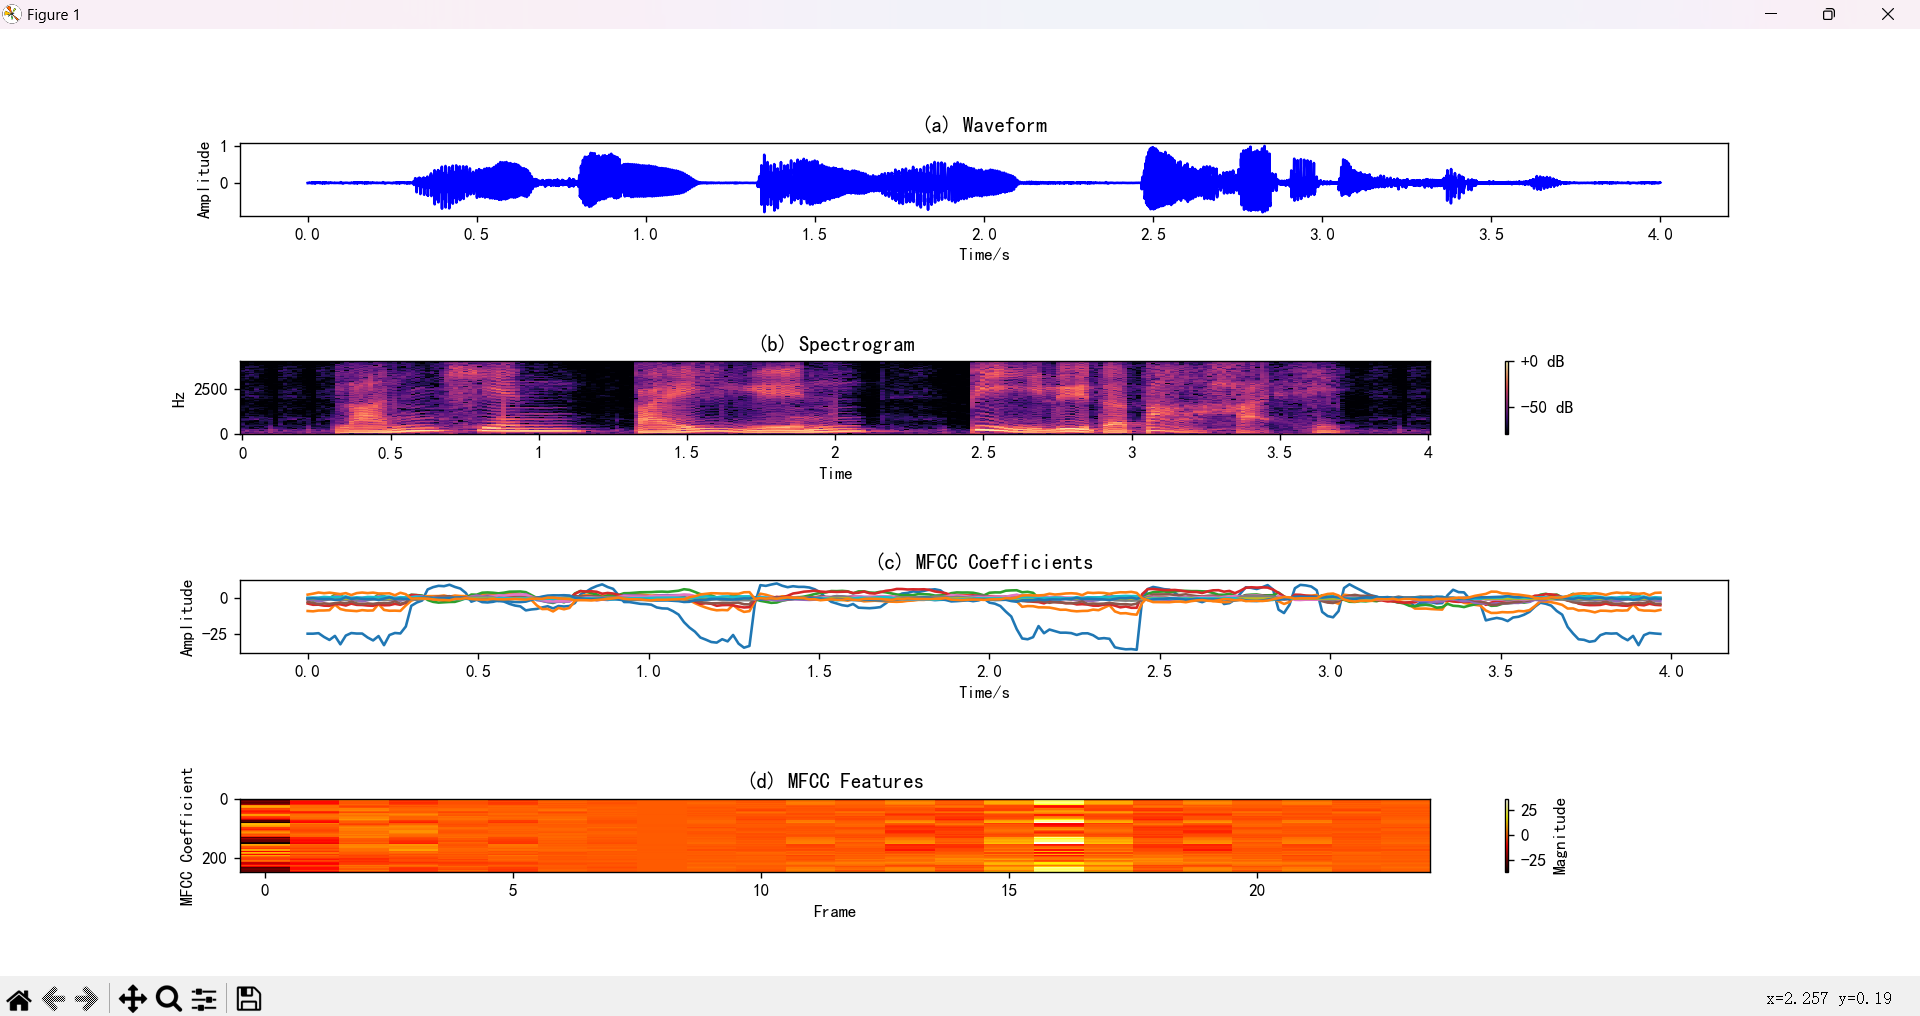 Figure 1
(a) Waveform
Amplitude
1
0
0.0 0.5 1.0 1.5 2.0 2.5 3.0 3.5 4.0
Time/s
(b) Spectrogram
Hz
2500
0
0 0.5 1 1.5 2 2.5 3 3.5 4
Time
+0 dB
-50 dB
(c) MFCC Coefficients
Amplitude
0
-25
0.0 0.5 1.0 1.5 2.0 2.5 3.0 3.5 4.0
Time/s
(d) MFCC Features
MFCC Coefficient
0
200
0 5 10 15 20
Frame
25
0
-25
Magnitude
x=2.257 y=0.19